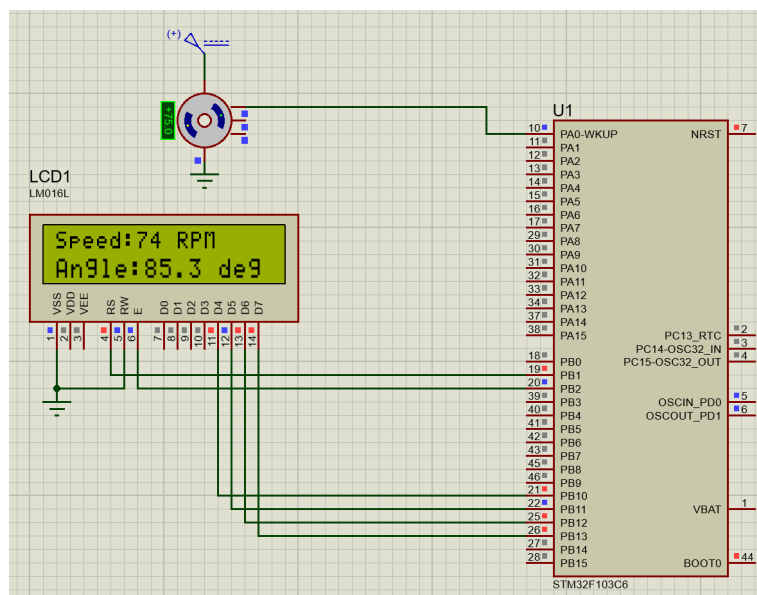 (+)
+75.0
LCD1
LM016L
Speed:74 RPM
Angle:85.3 deg
VSS
VDD
VEE
RS
RW
E
D0
D1
D2
D3
D4
D5
D6
D7
1
2
3
4
5
6
7
8
9
10
11
12
13
14
U1
10 PA0-WKUP
11 PA1
12 PA2
13 PA3
14 PA4
15 PA5
16 PA6
17 PA7
29 PA8
30 PA9
31 PA10
32 PA11
33 PA12
34 PA13
37 PA14
38 PA15
18 PB0
19 PB1
20 PB2
39 PB3
40 PB4
41 PB5
42 PB6
43 PB7
45 PB8
46 PB9
21 PB10
22 PB11
25 PB12
26 PB13
27 PB14
28 PB15
NRST 7
PC13_RTC 2
PC14-OSC32_IN 3
PC15-OSC32_OUT 4
OSCIN_PD0 5
OSCOUT_PD1 6
VBAT 1
BOOT0 44
STM32F103C6